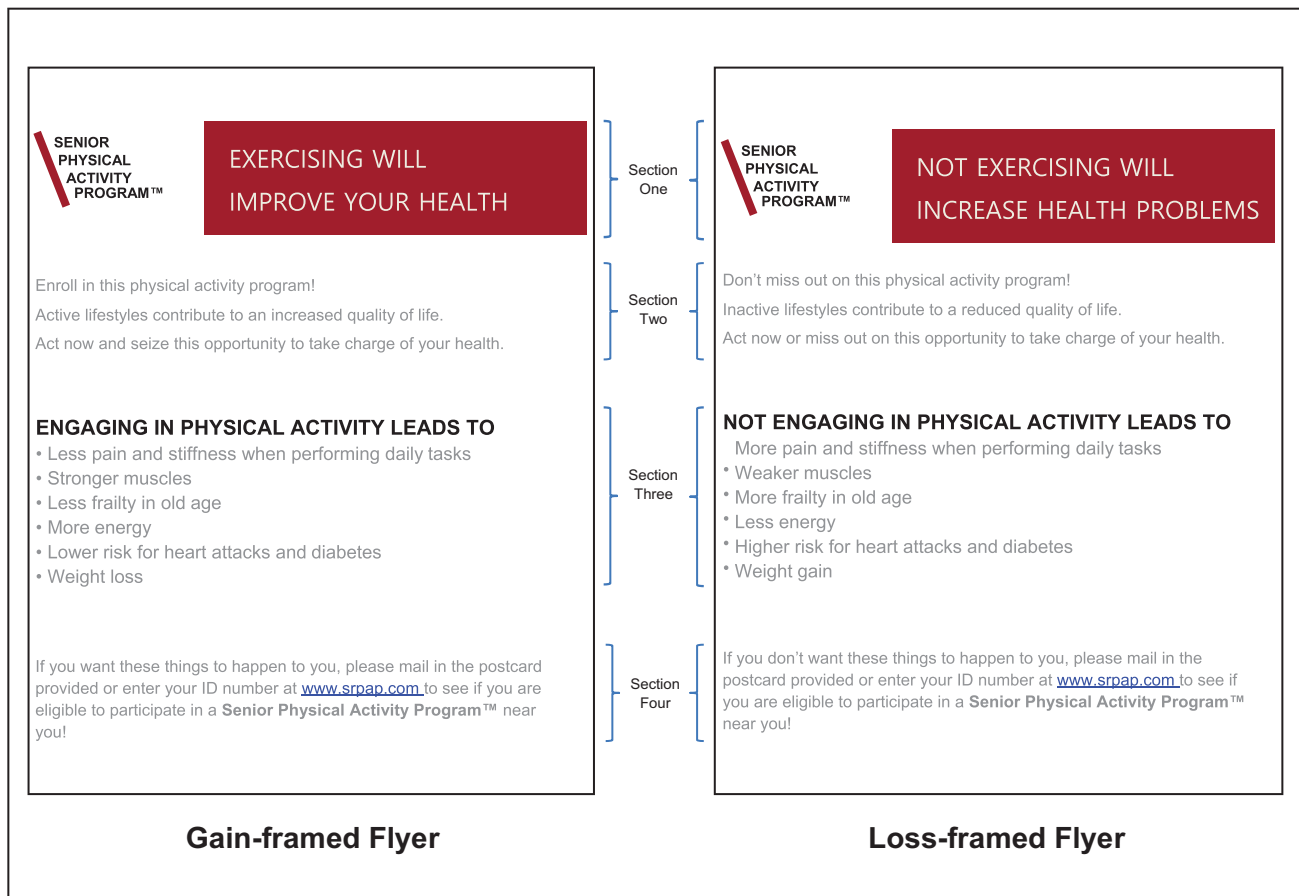 SENIOR
PHYSICAL
ACTIVITY
PROGRAM™
EXERCISING WILL
IMPROVE YOUR HEALTH
Enroll in this physical activity program!
Active lifestyles contribute to an increased quality of life.
Act now and seize this opportunity to take charge of your health.
ENGAGING IN PHYSICAL ACTIVITY LEADS TO
• Less pain and stiffness when performing daily tasks
• Stronger muscles
• Less frailty in old age
• More energy
• Lower risk for heart attacks and diabetes
• Weight loss
If you want these things to happen to you, please mail in the postcard
provided or enter your ID number at www.srpap.com to see if you are
eligible to participate in a Senior Physical Activity Program™ near
you!
Gain-framed Flyer
Section
One
Section
Two
Section
Three
Section
Four
SENIOR
PHYSICAL
ACTIVITY
PROGRAM™
NOT EXERCISING WILL
INCREASE HEALTH PROBLEMS
Don’t miss out on this physical activity program!
Inactive lifestyles contribute to a reduced quality of life.
Act now or miss out on this opportunity to take charge of your health.
NOT ENGAGING IN PHYSICAL ACTIVITY LEADS TO
More pain and stiffness when performing daily tasks
• Weaker muscles
• More frailty in old age
• Less energy
• Higher risk for heart attacks and diabetes
• Weight gain
If you don’t want these things to happen to you, please mail in the
postcard provided or enter your ID number at www.srpap.com to see if
you are eligible to participate in a Senior Physical Activity Program™
near you!
Loss-framed Flyer